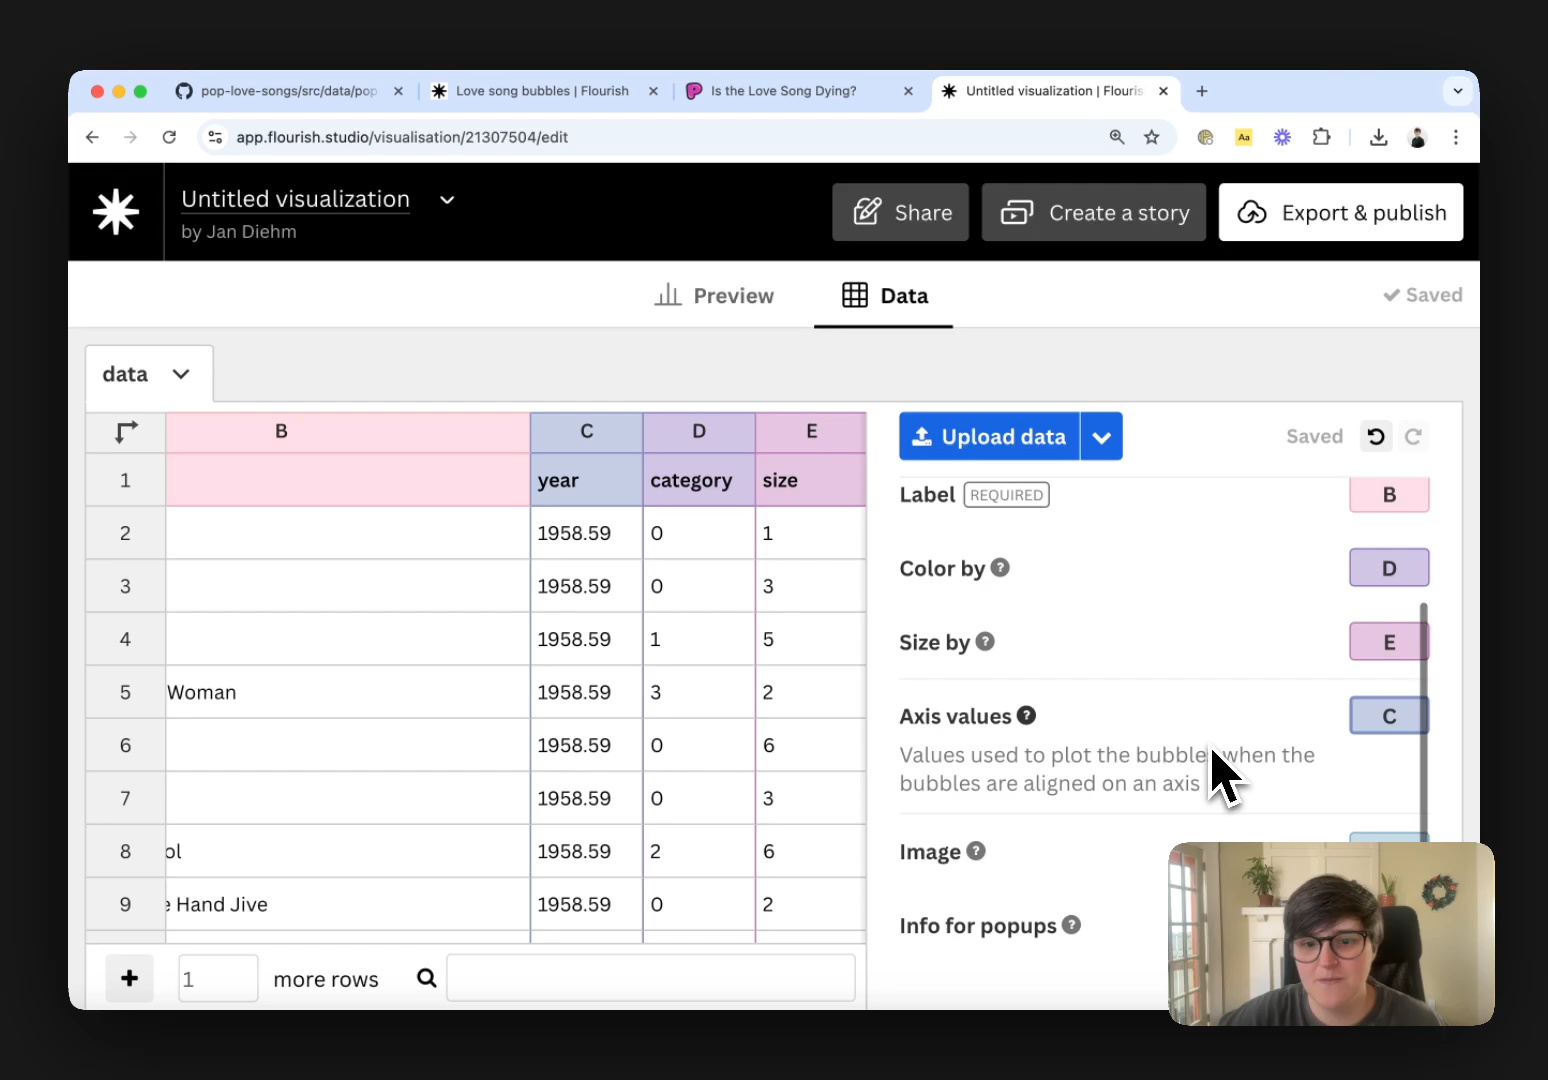 pop-love-songs/src/data/pop
Love song bubbles | Flourish
Is the Love Song Dying?
Untitled visualization | Flouris
app.flourish.studio/visualisation/21307504/edit
Aa
Untitled visualization
by Jan Diehm
Share
Create a story
Export & publish
Preview
Data
Saved
data
B C D E
1 year category size
2 1958.59 0 1
3 1958.59 0 3
4 1958.59 1 5
5 Woman 1958.59 3 2
6 1958.59 0 6
7 1958.59 0 3
8 ol 1958.59 2 6
9 e Hand Jive 1958.59 0 2
1 more rows
Upload data
Saved
Label REQUIRED B
Color by ? D
Size by ? E
Axis values ? C
Values used to plot the bubbles when the
bubbles are aligned on an axis
Image ?
Info for popups ?